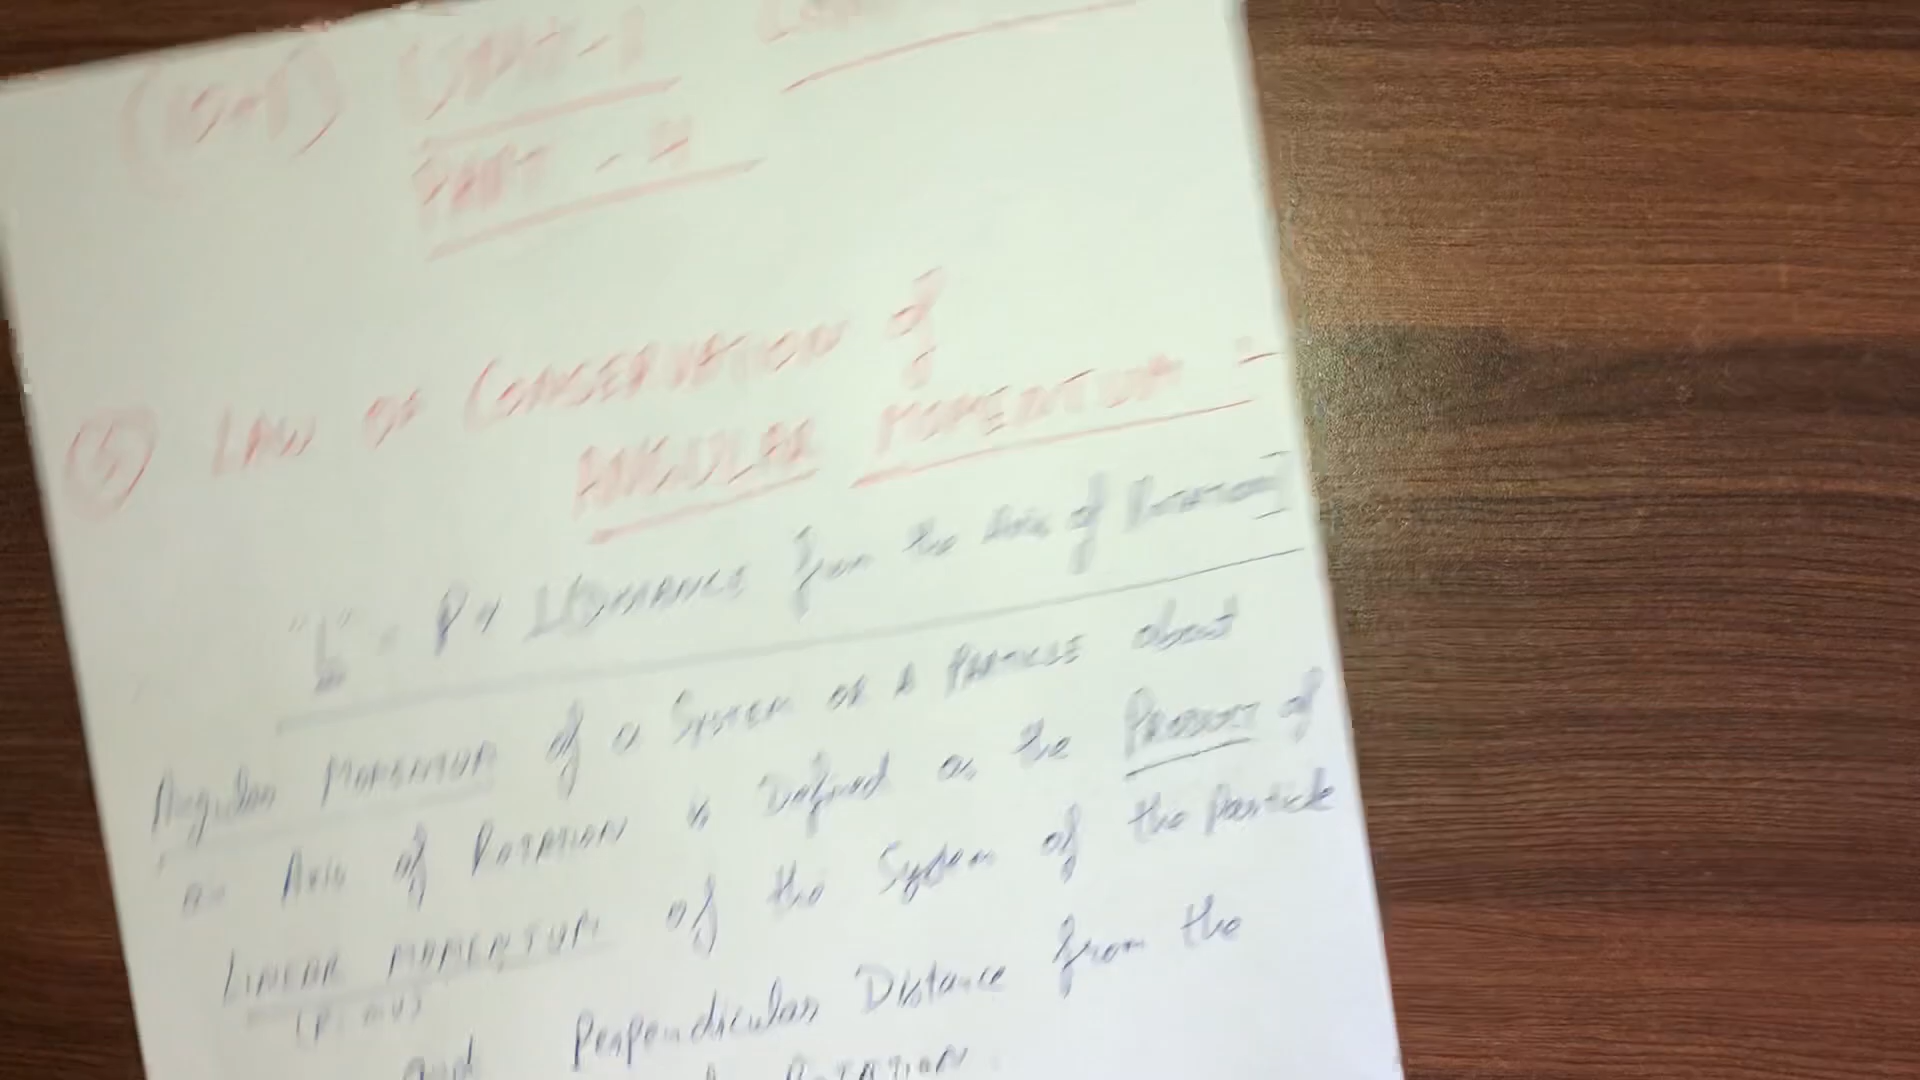 PART - 
(5) LAW OF CONSERVATION of
ANGULAR MOMENTUM :-
"L" = P x ⊥ DISTANCE from the Axis of ROTATION
Angular MOMENTUM of a SYSTEM OR A PARTICLE about
an Axis of ROTATION is Defined as the PRODUCT of
LINEAR MOMENTUM of the System of the Particle
(P = mv)
and Perpendicular Distance from the
ROTATION.